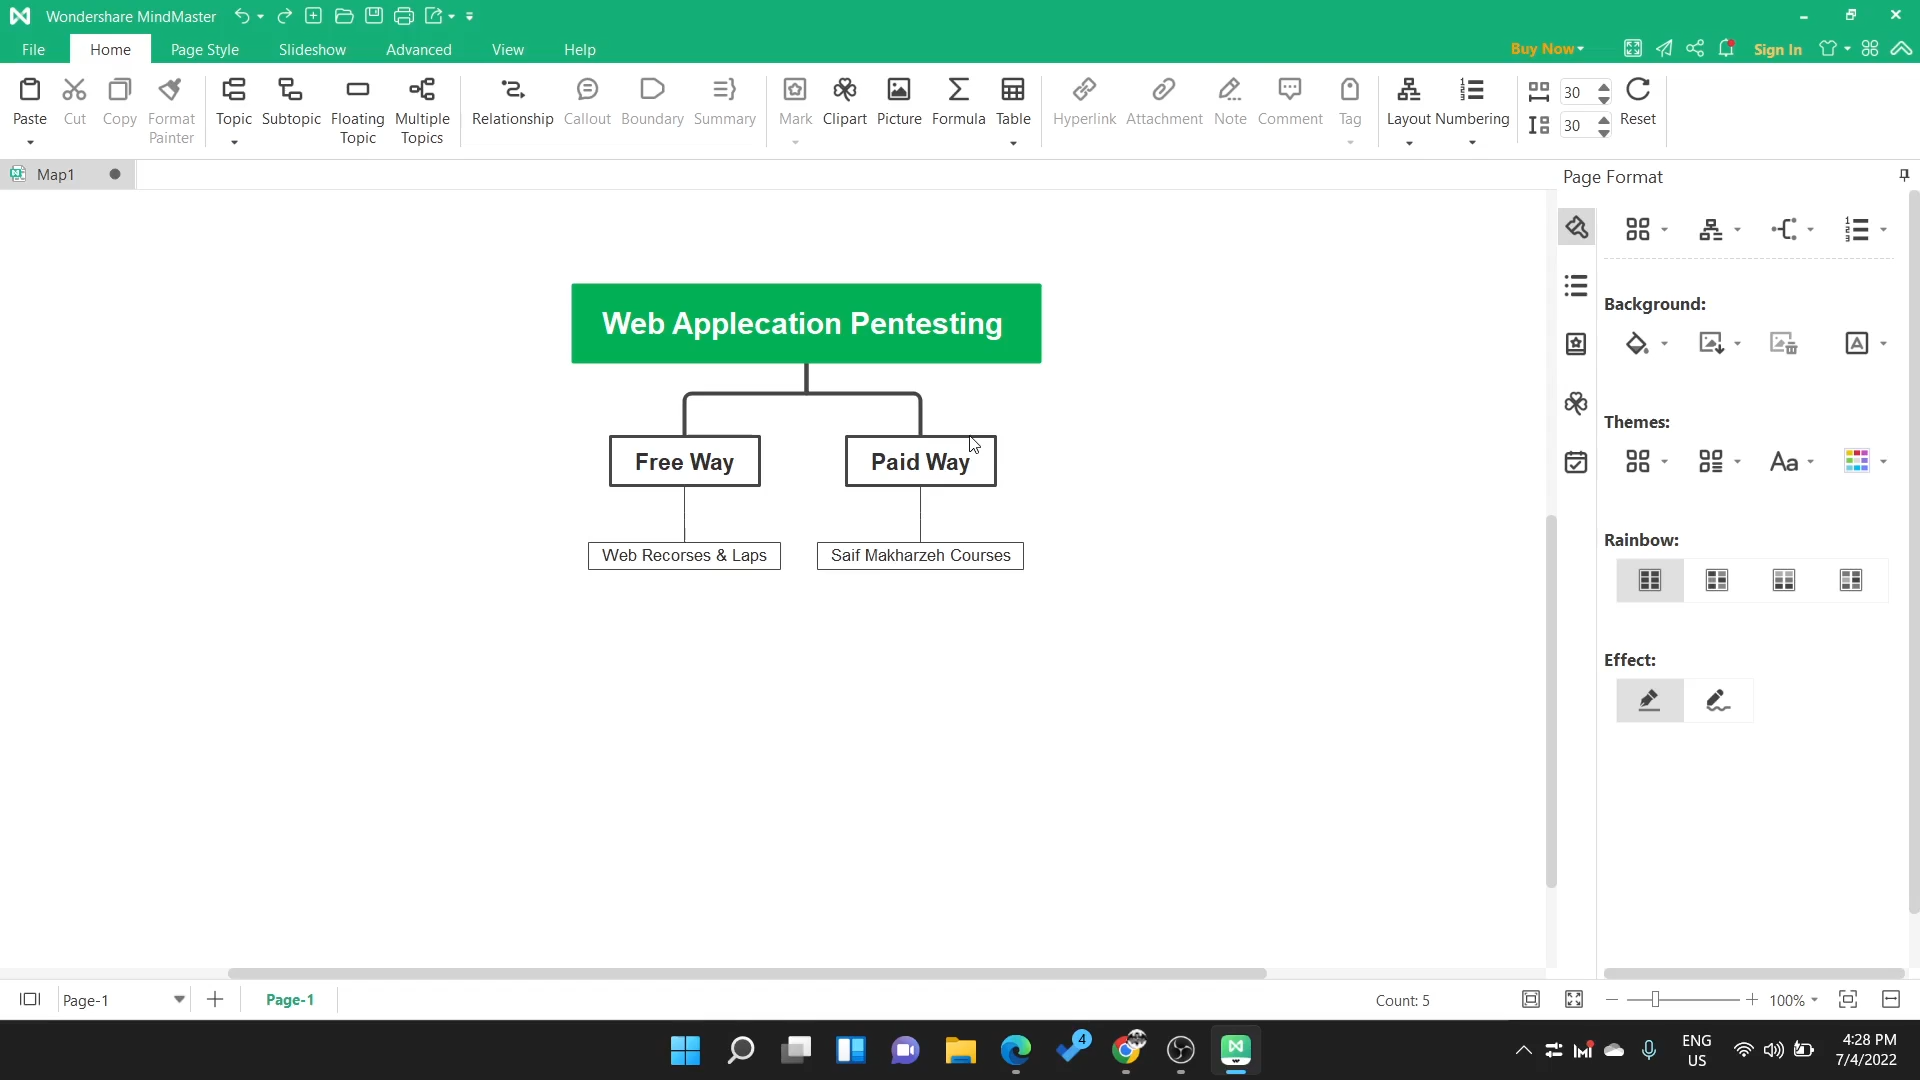 Wondershare MindMaster
File Home Page Style Slideshow Advanced View Help
Buy Now Sign In
Paste Cut Copy Format Painter Topic Subtopic Floating Topic Multiple Topics Relationship Callout Boundary Summary Mark Clipart Picture Formula Table Hyperlink Attachment Note Comment Tag Layout Numbering 30 30 Reset
Map1
Page Format
Background:
Themes:
Aa
Rainbow:
Effect:
Web Applecation Pentesting
Free Way Paid Way
Web Recorses & Laps Saif Makharzeh Courses
Page-1 Page-1 Count: 5 100%
4
ENG
US
4:28 PM
7/4/2022